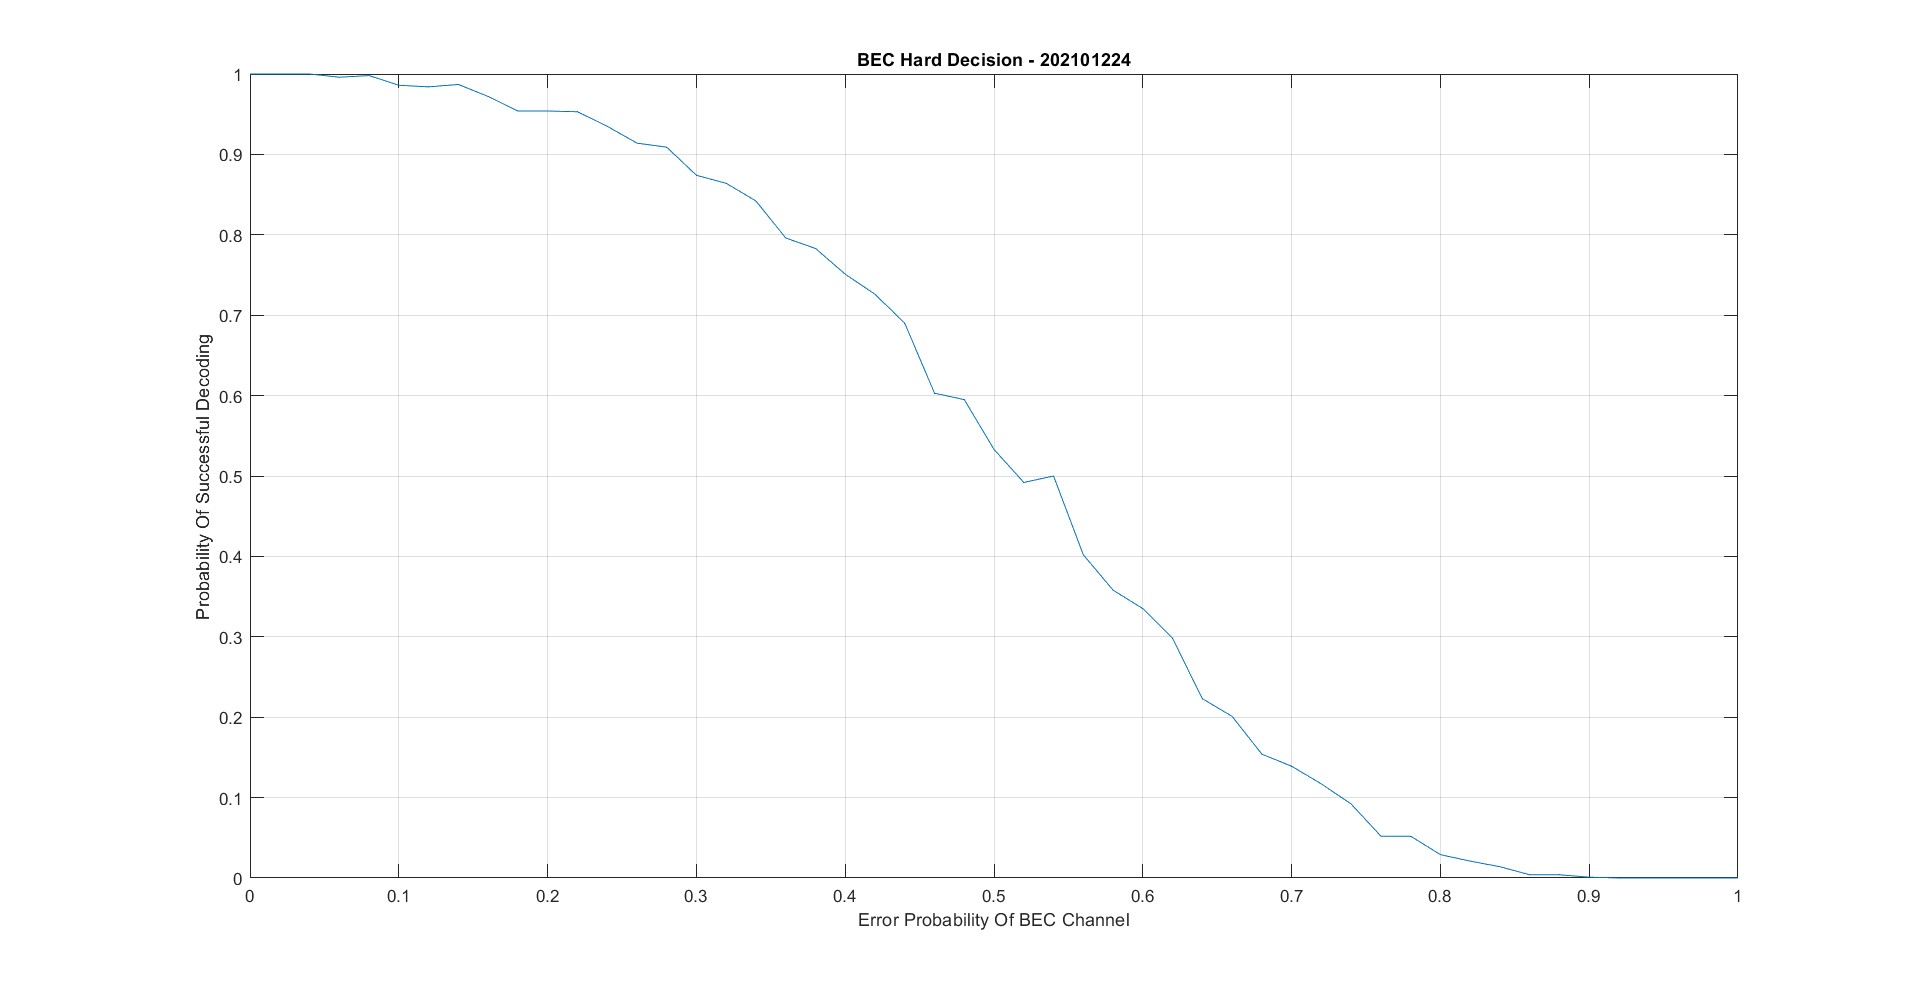 BEC Hard Decision - 202101224
1
0.9
0.8
0.7
0.6
0.5
0.4
0.3
0.2
0.1
0
Probability Of Successful Decoding
0 0.1 0.2 0.3 0.4 0.5 0.6 0.7 0.8 0.9 1
Error Probability Of BEC Channel